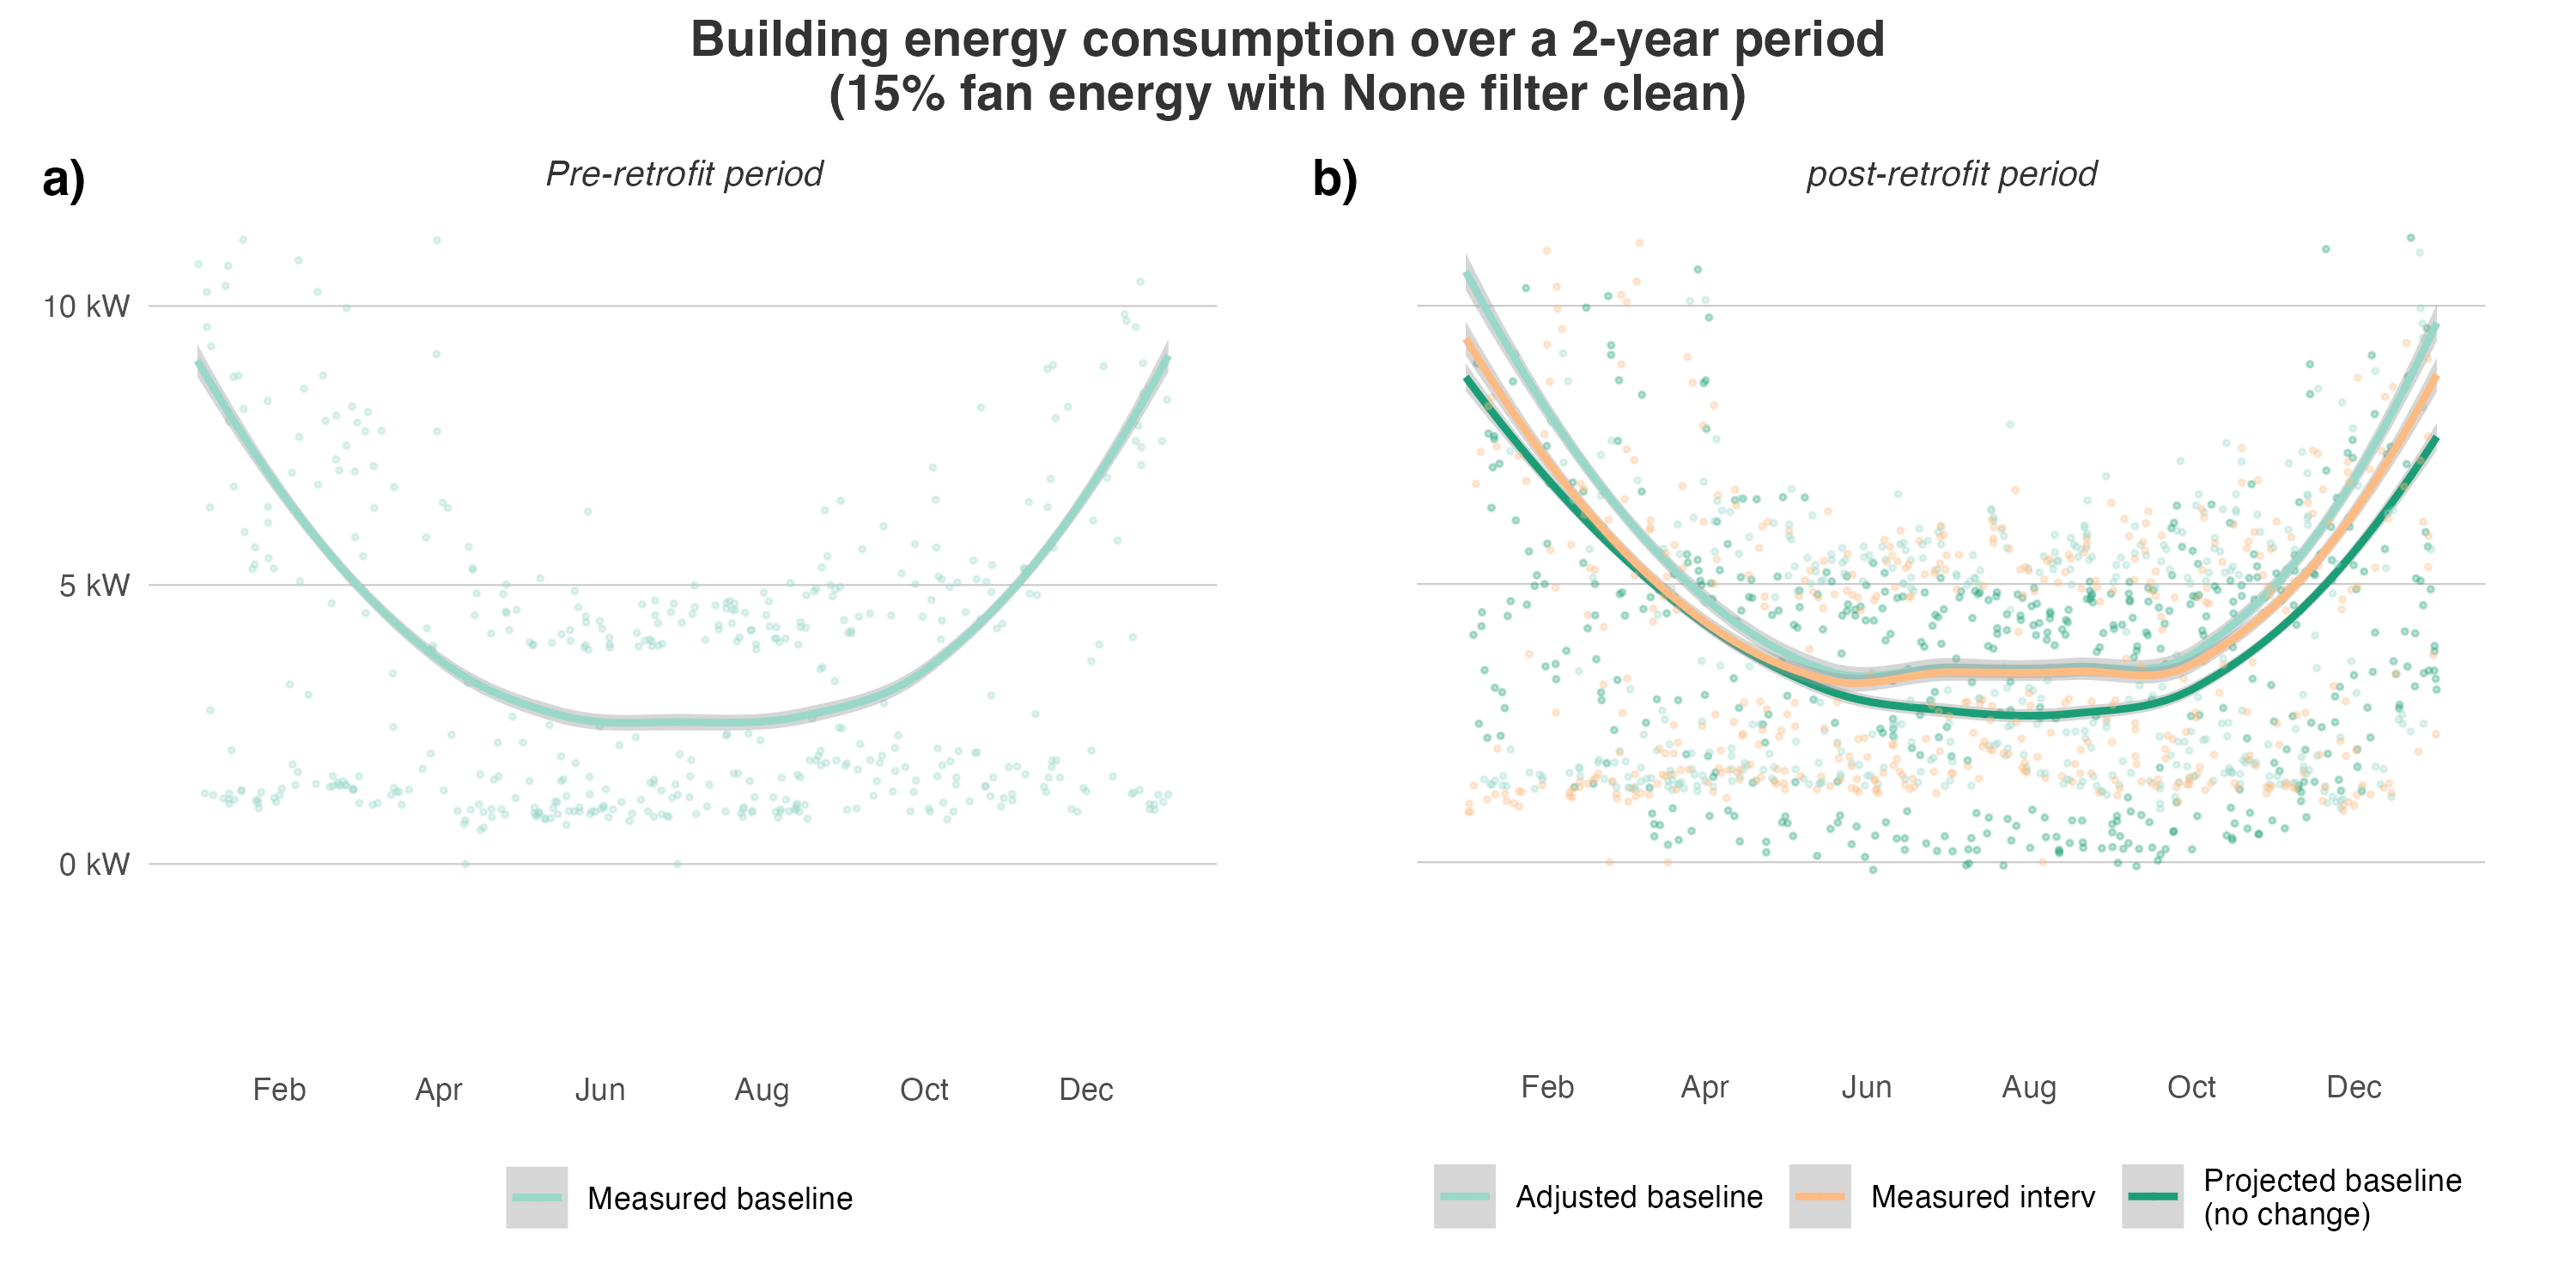 Building energy consumption over a 2-year period
(15% fan energy with None filter clean)
a)
Pre-retrofit period
10 kW
5 kW
0 kW
Feb Apr Jun Aug Oct Dec
Measured baseline
b)
post-retrofit period
Feb Apr Jun Aug Oct Dec
Adjusted baseline
Measured interv
Projected baseline
(no change)